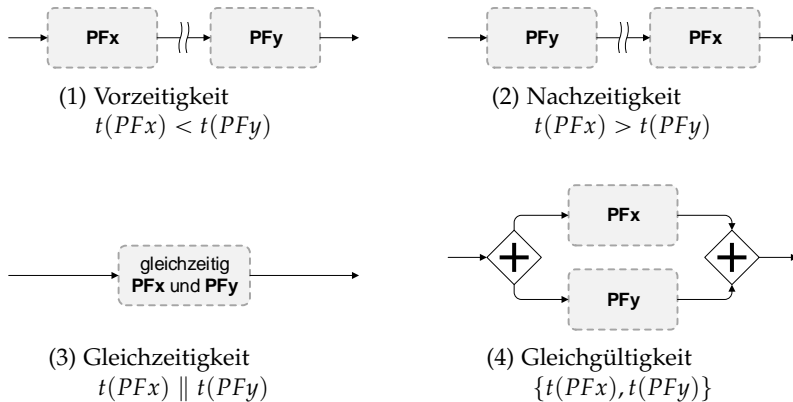 PFx
PFy
PFy
PFx
(1) Vorzeitigkeit
t(PFx) < t(PFy)
(2) Nachzeitigkeit
t(PFx) > t(PFy)
gleichzeitig
PFx und PFy
PFx
PFy
(3) Gleichzeitigkeit
t(PFx) ∥ t(PFy)
(4) Gleichgültigkeit
{t(PFx), t(PFy)}